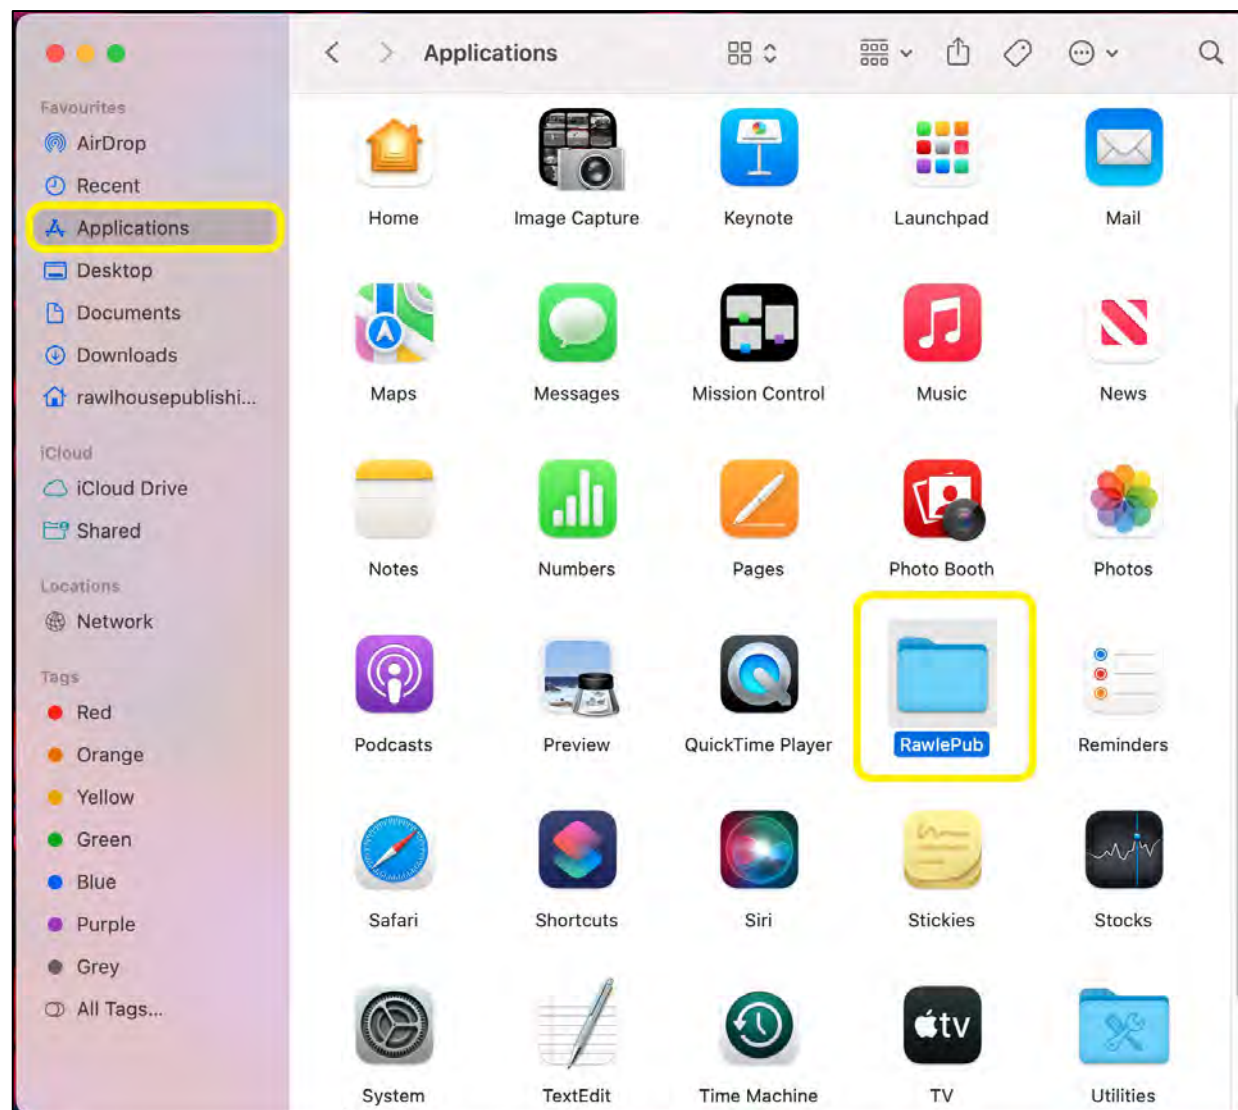 Applications
Favourites
AirDrop
Recent
Applications
Desktop
Documents
Downloads
rawlhousepublishi...
iCloud
iCloud Drive
Shared
Locations
Network
Tags
Red
Orange
Yellow
Green
Blue
Purple
Grey
All Tags...
Home
Image Capture
Keynote
Launchpad
Mail
Maps
Messages
Mission Control
Music
News
Notes
Numbers
Pages
Photo Booth
Photos
Podcasts
Preview
QuickTime Player
RawlePub
Reminders
Safari
Shortcuts
Siri
Stickies
Stocks
tv
System
TextEdit
Time Machine
TV
Utilities